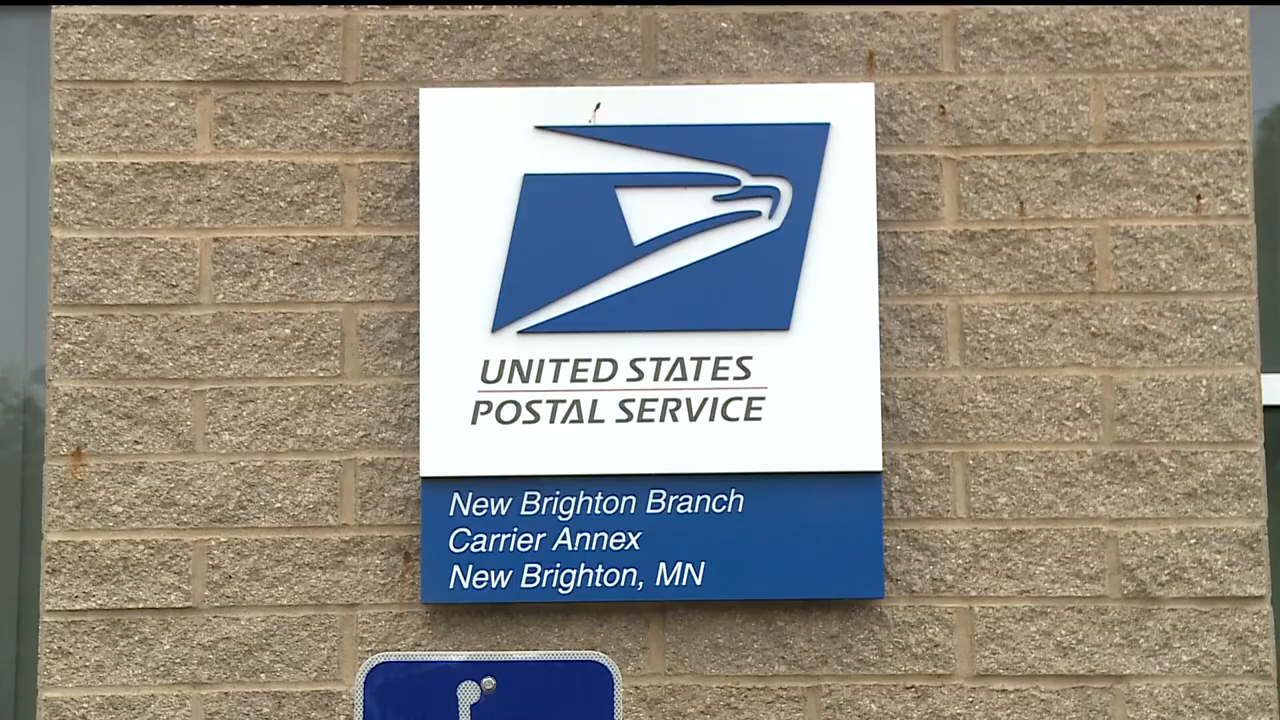 UNITED STATES
POSTAL SERVICE
New Brighton Branch
Carrier Annex
New Brighton, MN